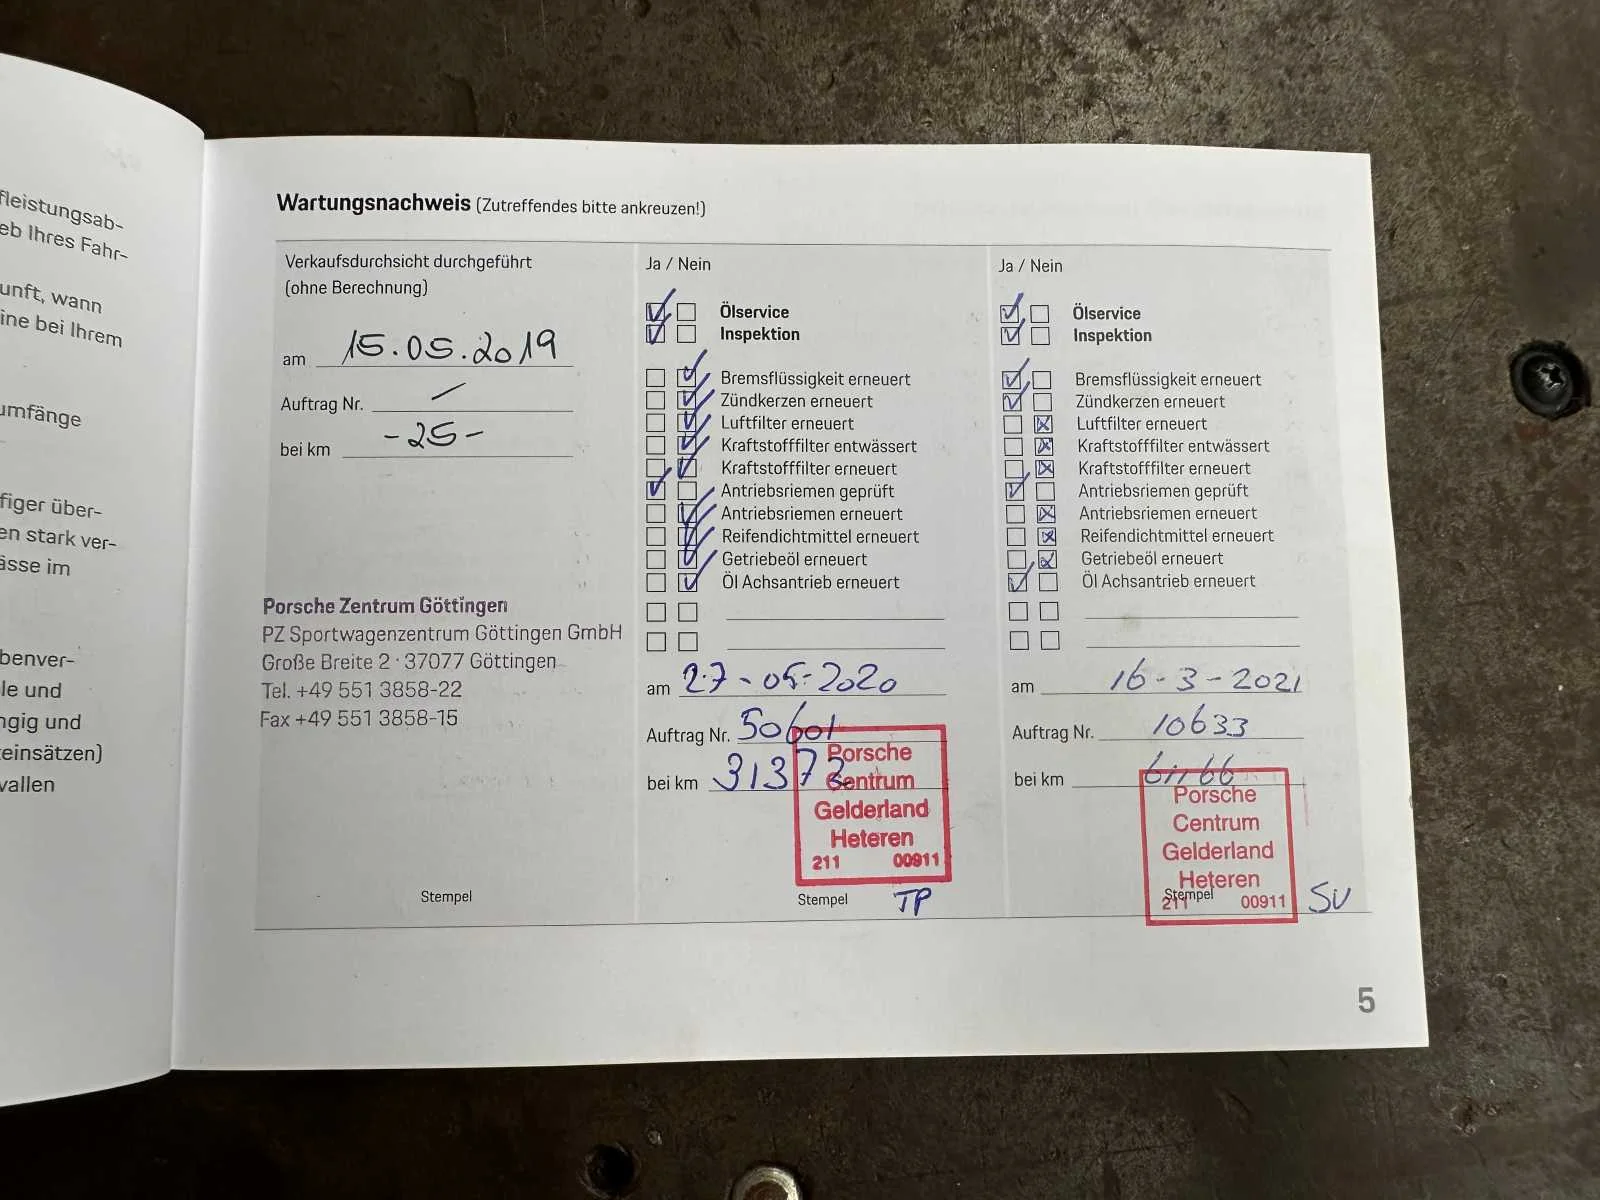 fleistungsab-
eb Ihres Fahr-
unft, wann
ine bei Ihrem
umfänge
figer über-
en stark ver-
ässe im
benver-
le und
ngig und
einsätzen)
vallen
Wartungsnachweis (Zutreffendes bitte ankreuzen!)
Verkaufsdurchsicht durchgeführt
(ohne Berechnung)
am 15.05.2019
Auftrag Nr. /
bei km -25-
Porsche Zentrum Göttingen
PZ Sportwagenzentrum Göttingen GmbH
Große Breite 2 · 37077 Göttingen
Tel. +49 551 3858-22
Fax +49 551 3858-15
Stempel
Ja / Nein
Ölservice
Inspektion
Bremsflüssigkeit erneuert
Zündkerzen erneuert
Luftfilter erneuert
Kraftstofffilter entwässert
Kraftstofffilter erneuert
Antriebsriemen geprüft
Antriebsriemen erneuert
Reifendichtmittel erneuert
Getriebeöl erneuert
Öl Achsantrieb erneuert
am 27-05-2020
Auftrag Nr. 50601
bei km 31373
Porsche
Centrum
Gelderland
Heteren
211 00911
Stempel TP
Ja / Nein
Ölservice
Inspektion
Bremsflüssigkeit erneuert
Zündkerzen erneuert
Luftfilter erneuert
Kraftstofffilter entwässert
Kraftstofffilter erneuert
Antriebsriemen geprüft
Antriebsriemen erneuert
Reifendichtmittel erneuert
Getriebeöl erneuert
Öl Achsantrieb erneuert
am 16-3-2021
Auftrag Nr. 10633
bei km
Porsche
Centrum
Gelderland
Heteren
211 00911
Stempel SV
5